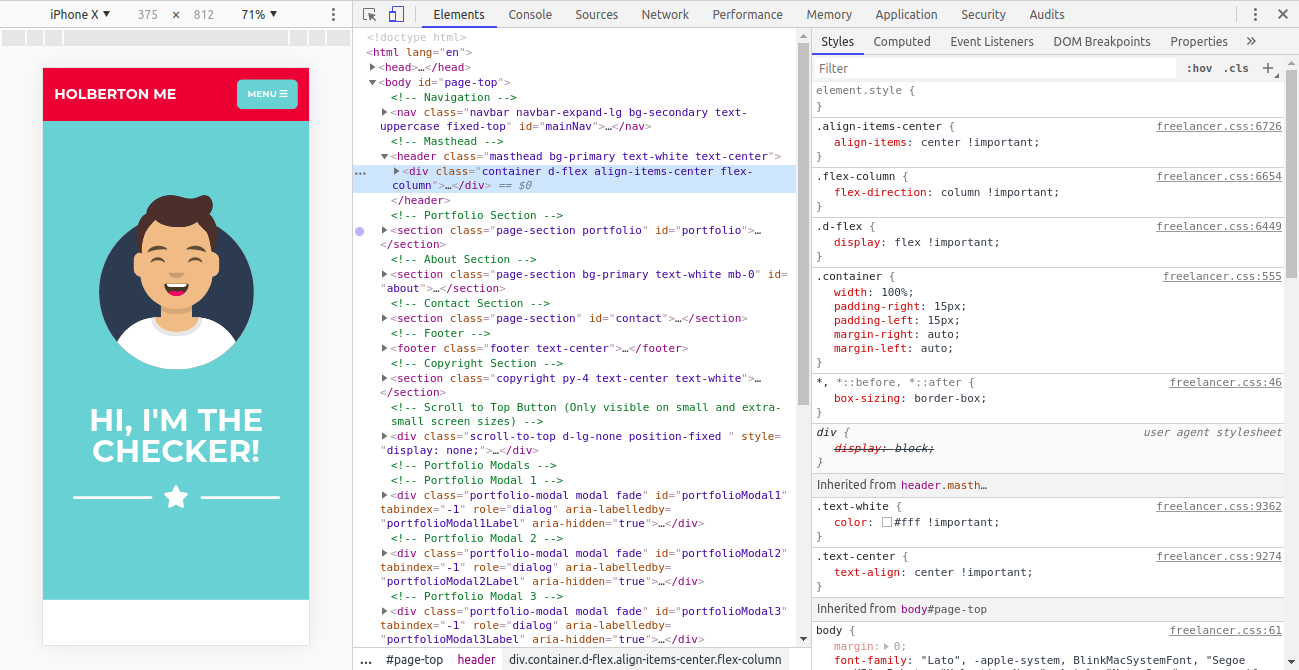 iPhone X ▼ 375 × 812 71% ▼
HOLBERTON ME
MENU ☰
HI, I'M THE
CHECKER!
Elements Console Sources Network Performance Memory Application Security Audits
<!doctype html>
<html lang="en">
▶<head>…</head>
▼<body id="page-top">
<!-- Navigation -->
▶<nav class="navbar navbar-expand-lg bg-secondary text-
uppercase fixed-top" id="mainNav">…</nav>
<!-- Masthead -->
▼<header class="masthead bg-primary text-white text-center">
… ▶<div class="container d-flex align-items-center flex-
column">…</div> == $0
</header>
<!-- Portfolio Section -->
▶<section class="page-section portfolio" id="portfolio">…
</section>
<!-- About Section -->
▶<section class="page-section bg-primary text-white mb-0" id=
"about">…</section>
<!-- Contact Section -->
▶<section class="page-section" id="contact">…</section>
<!-- Footer -->
▶<footer class="footer text-center">…</footer>
<!-- Copyright Section -->
▶<section class="copyright py-4 text-center text-white">…
</section>
<!-- Scroll to Top Button (Only visible on small and extra-
small screen sizes) -->
▶<div class="scroll-to-top d-lg-none position-fixed " style=
"display: none;">…</div>
<!-- Portfolio Modals -->
<!-- Portfolio Modal 1 -->
▶<div class="portfolio-modal modal fade" id="portfolioModal1"
tabindex="-1" role="dialog" aria-labelledby=
"portfolioModal1Label" aria-hidden="true">…</div>
<!-- Portfolio Modal 2 -->
▶<div class="portfolio-modal modal fade" id="portfolioModal2"
tabindex="-1" role="dialog" aria-labelledby=
"portfolioModal2Label" aria-hidden="true">…</div>
<!-- Portfolio Modal 3 -->
▶<div class="portfolio-modal modal fade" id="portfolioModal3"
tabindex="-1" role="dialog" aria-labelledby=
"portfolioModal3Label" aria-hidden="true">…</div>
… #page-top header div.container.d-flex.align-items-center.flex-column
Styles Computed Event Listeners DOM Breakpoints Properties »
Filter :hov .cls +
element.style {
}
.align-items-center { freelancer.css:6726
align-items: center !important;
}
.flex-column { freelancer.css:6654
flex-direction: column !important;
}
.d-flex { freelancer.css:6449
display: flex !important;
}
.container { freelancer.css:555
width: 100%;
padding-right: 15px;
padding-left: 15px;
margin-right: auto;
margin-left: auto;
}
*, *::before, *::after { freelancer.css:46
box-sizing: border-box;
}
div { user agent stylesheet
display: block;
}
Inherited from header.masth…
.text-white { freelancer.css:9362
color: #fff !important;
}
.text-center { freelancer.css:9274
text-align: center !important;
}
Inherited from body#page-top
body { freelancer.css:61
margin: ▶ 0;
font-family: "Lato", -apple-system, BlinkMacSystemFont, "Segoe